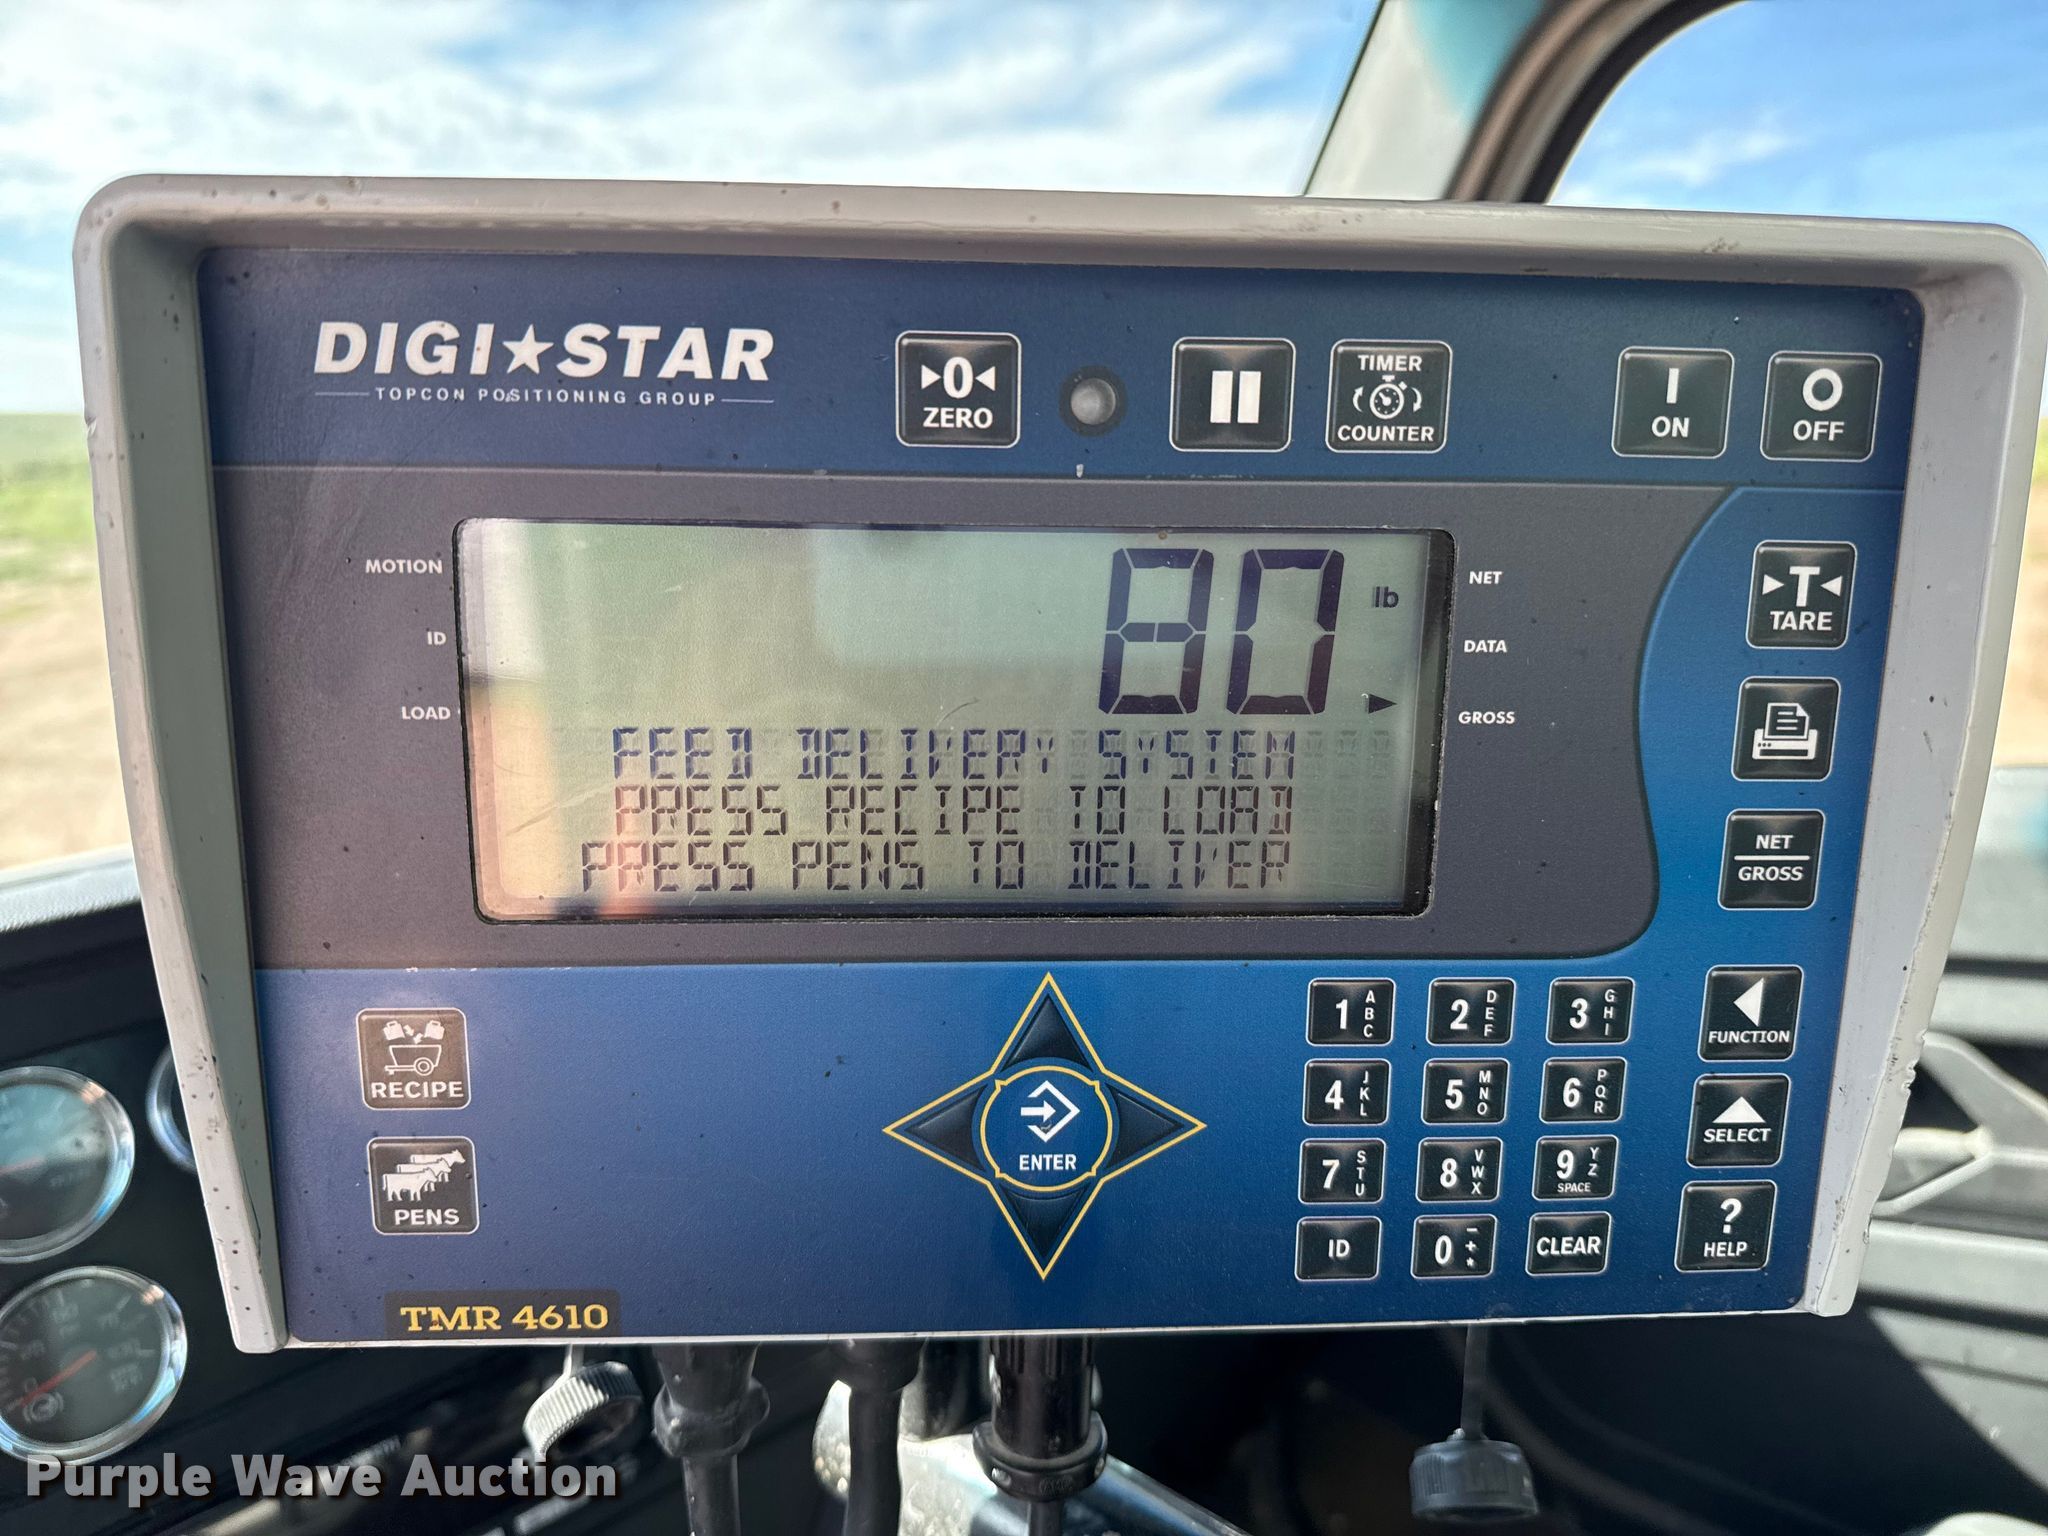 DIGI★STAR
TOPCON POSITIONING GROUP
ZERO
TIMER
COUNTER
I
ON
O
OFF
MOTION
ID
LOAD
80 lb
NET
DATA
GROSS
FEED DELIVERY SYSTEM
PRESS RECIPE TO LOAD
PRESS PENS TO DELIVER
T
TARE
NET
GROSS
RECIPE
PENS
ENTER
1 ABC
2 DEF
3 GHI
FUNCTION
4 JKL
5 MNO
6 PQR
SELECT
7 STU
8 VWX
9 YZ SPACE
ID
0 - + *
CLEAR
?
HELP
TMR 4610
Purple Wave Auction